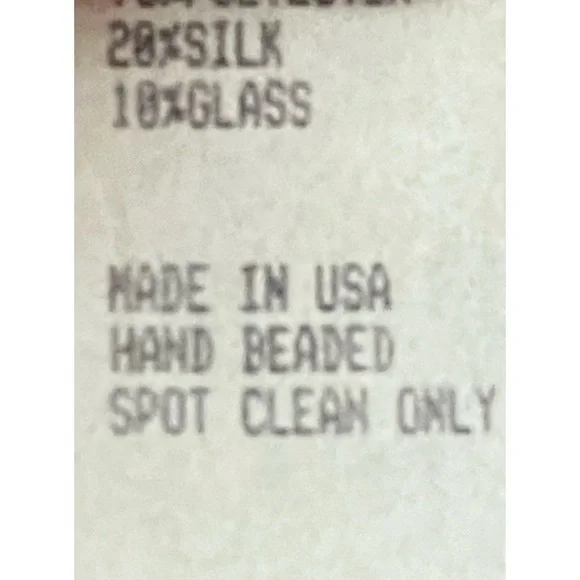 20%SILK
10%GLASS
MADE IN USA
HAND BEADED
SPOT CLEAN ONLY